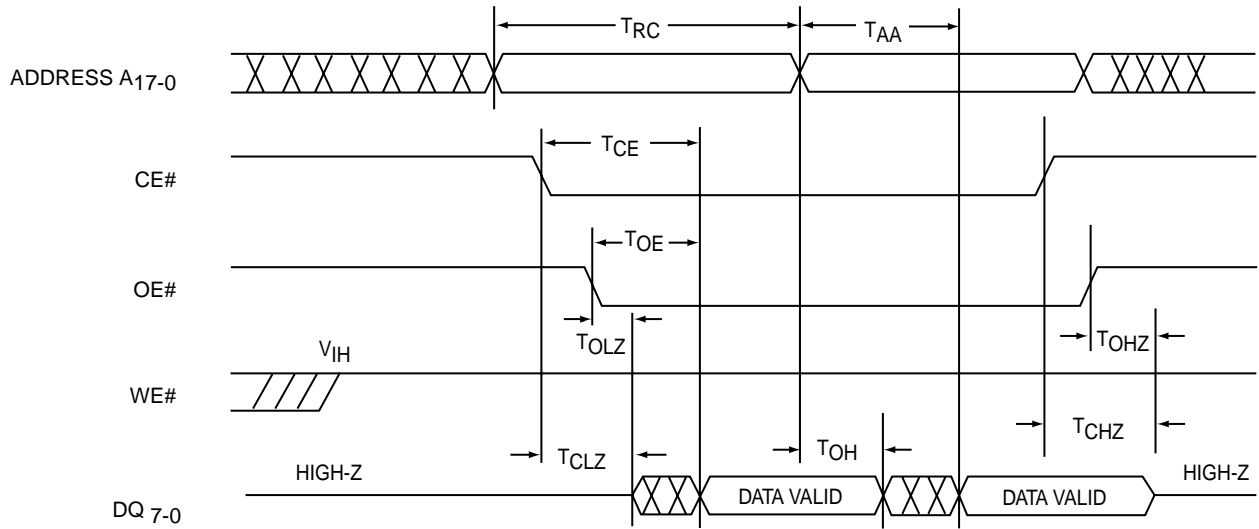 TRC
TAA
ADDRESS A17-0
TCE
CE#
TOE
OE#
TOLZ
TOHZ
VIH
WE#
TCHZ
TCLZ
TOH
HIGH-Z
HIGH-Z
DATA VALID
DATA VALID
DQ 7-0